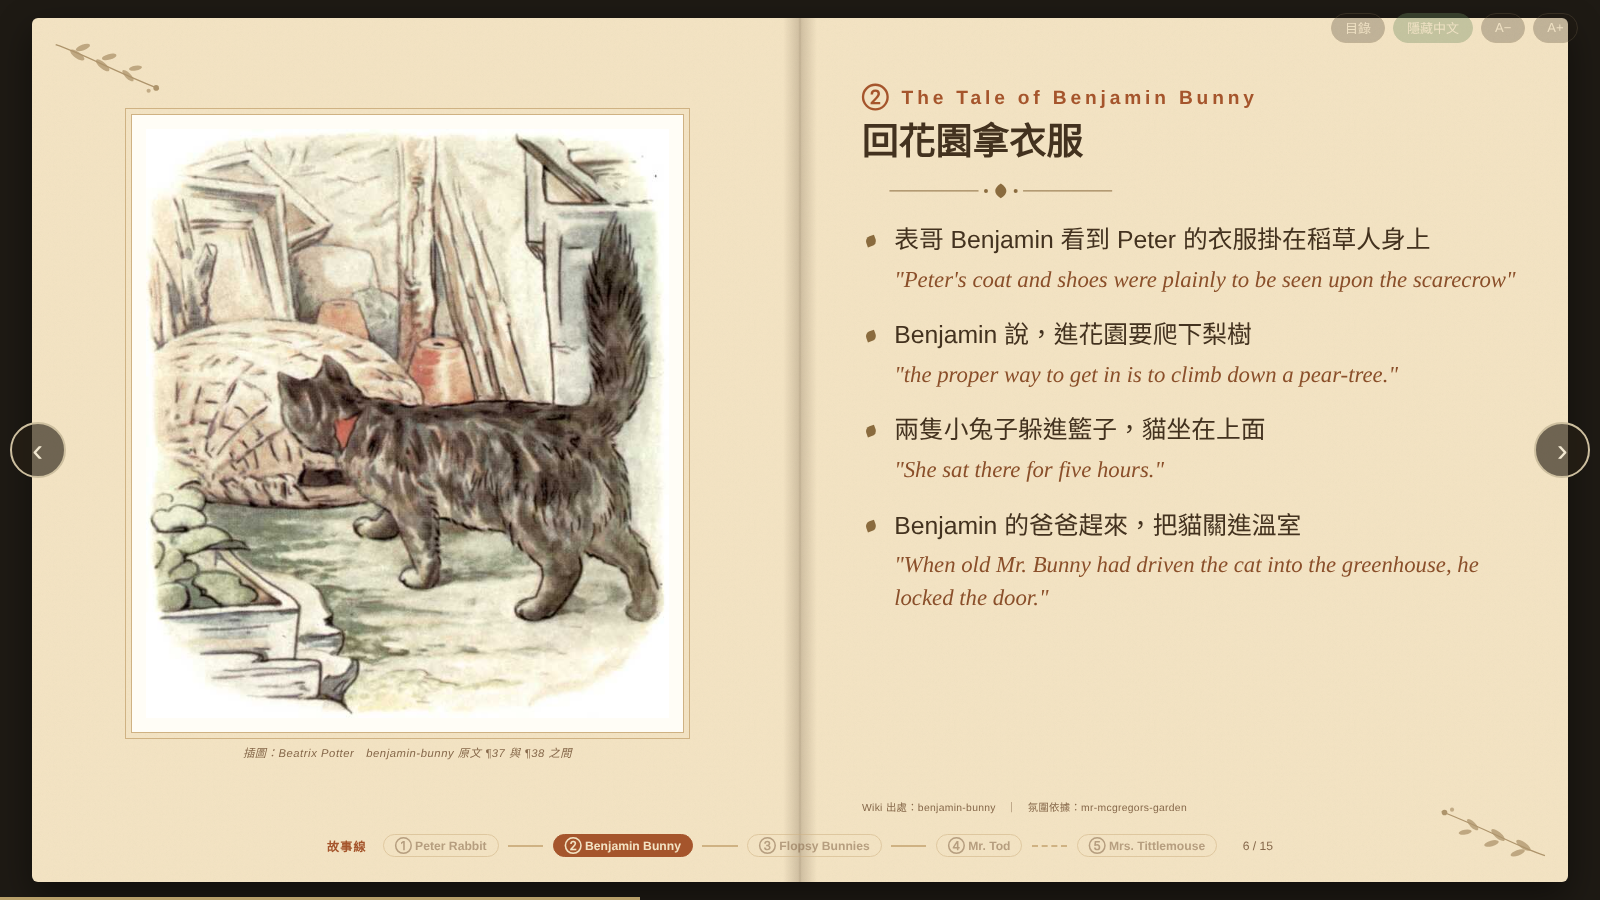 目錄
隱藏中文
A−
A+
② The Tale of Benjamin Bunny
回花園拿衣服
表哥 Benjamin 看到 Peter 的衣服掛在稻草人身上
"Peter's coat and shoes were plainly to be seen upon the scarecrow"
Benjamin 說，進花園要爬下梨樹
"the proper way to get in is to climb down a pear-tree."
兩隻小兔子躲進籃子，貓坐在上面
"She sat there for five hours."
Benjamin 的爸爸趕來，把貓關進溫室
"When old Mr. Bunny had driven the cat into the greenhouse, he
locked the door."
插圖：Beatrix Potter benjamin-bunny 原文 ¶37 與 ¶38 之間
Wiki 出處：benjamin-bunny ｜ 氛圍依據：mr-mcgregors-garden
故事線 ① Peter Rabbit ② Benjamin Bunny ③ Flopsy Bunnies ④ Mr. Tod ⑤ Mrs. Tittlemouse 6 / 15